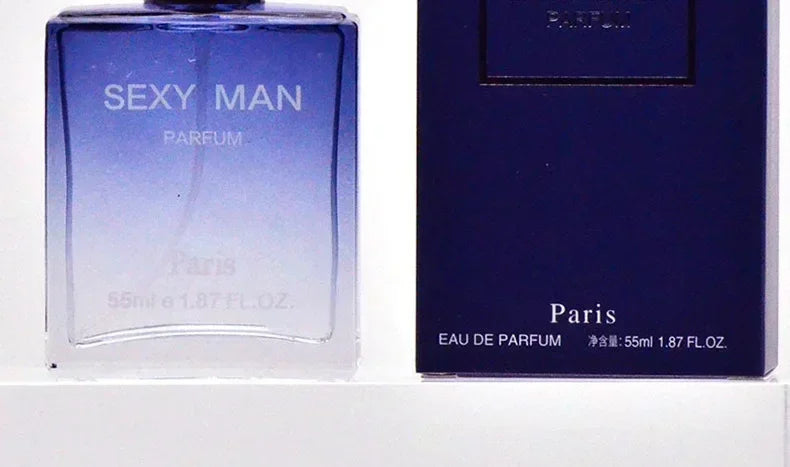 SEXY MAN
PARFUM
Paris
55ml e 1.87 FL.OZ.
PARFUM
Paris
EAU DE PARFUM 净含量: 55ml 1.87 FL.OZ.